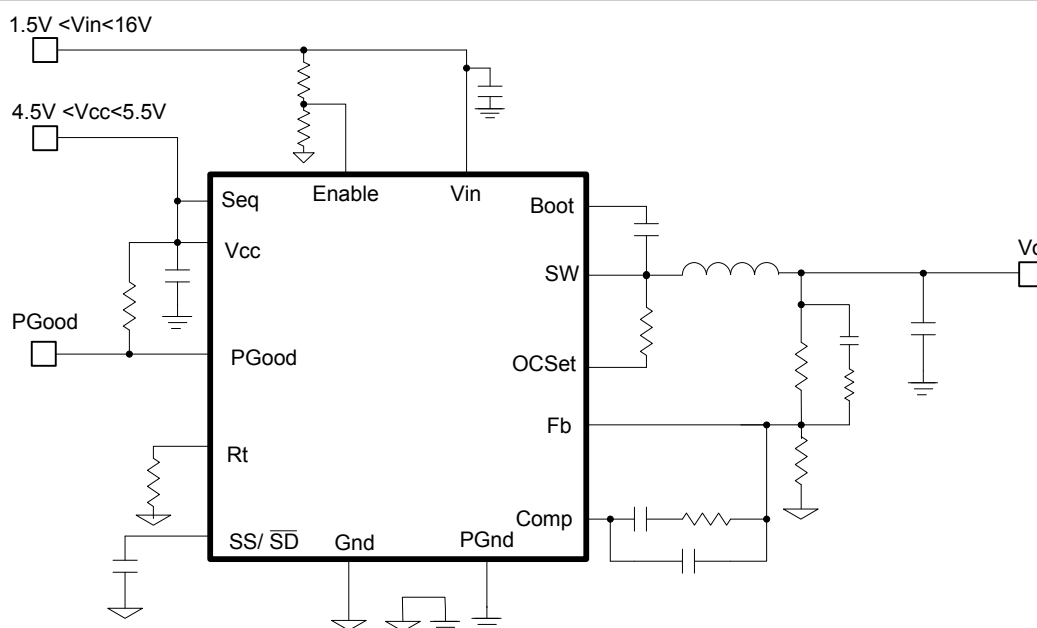 1.5V <Vin<16V
4.5V <Vcc<5.5V
Enable
Vin
Seq
Boot
Vcc
SW
PGood
PGood
OCSet
Fb
Rt
Comp
SS/ SD
Gnd
PGnd